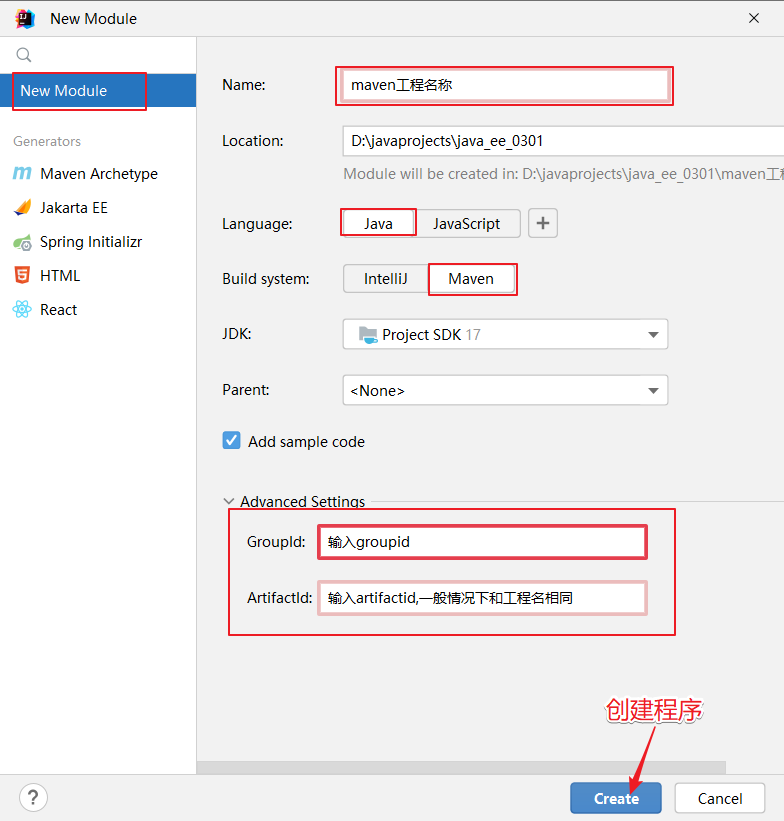 New Module
New Module
Generators
Maven Archetype
Jakarta EE
Spring Initializr
HTML
React
Name: maven工程名称
Location: D:\javaprojects\java_ee_0301
Module will be created in: D:\javaprojects\java_ee_0301\maven工程
Language: Java JavaScript +
Build system: IntelliJ Maven
JDK: Project SDK 17
Parent: <None>
Add sample code
Advanced Settings
GroupId: 输入groupid
ArtifactId: 输入artifactid,一般情况下和工程名相同
创建程序
? Create Cancel